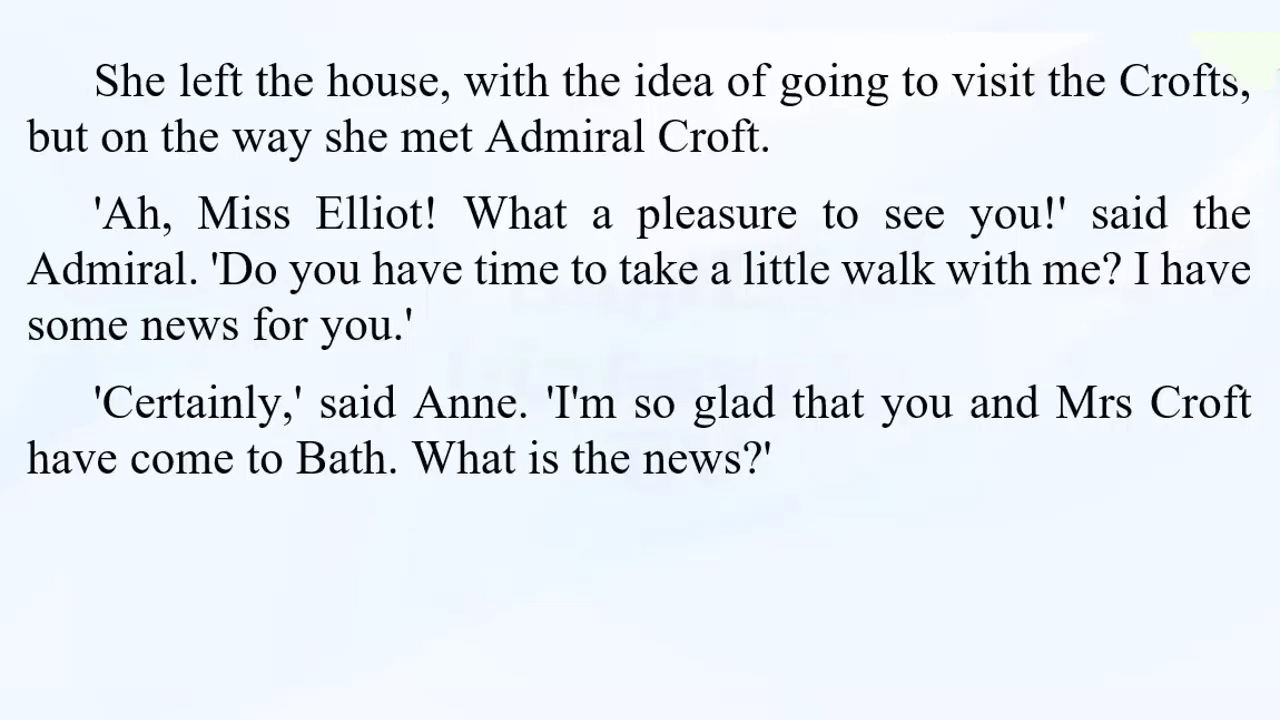 She left the house, with the idea of going to visit the Crofts,
but on the way she met Admiral Croft.
'Ah, Miss Elliot! What a pleasure to see you!' said the
Admiral. 'Do you have time to take a little walk with me? I have
some news for you.'
'Certainly,' said Anne. 'I'm so glad that you and Mrs Croft
have come to Bath. What is the news?'